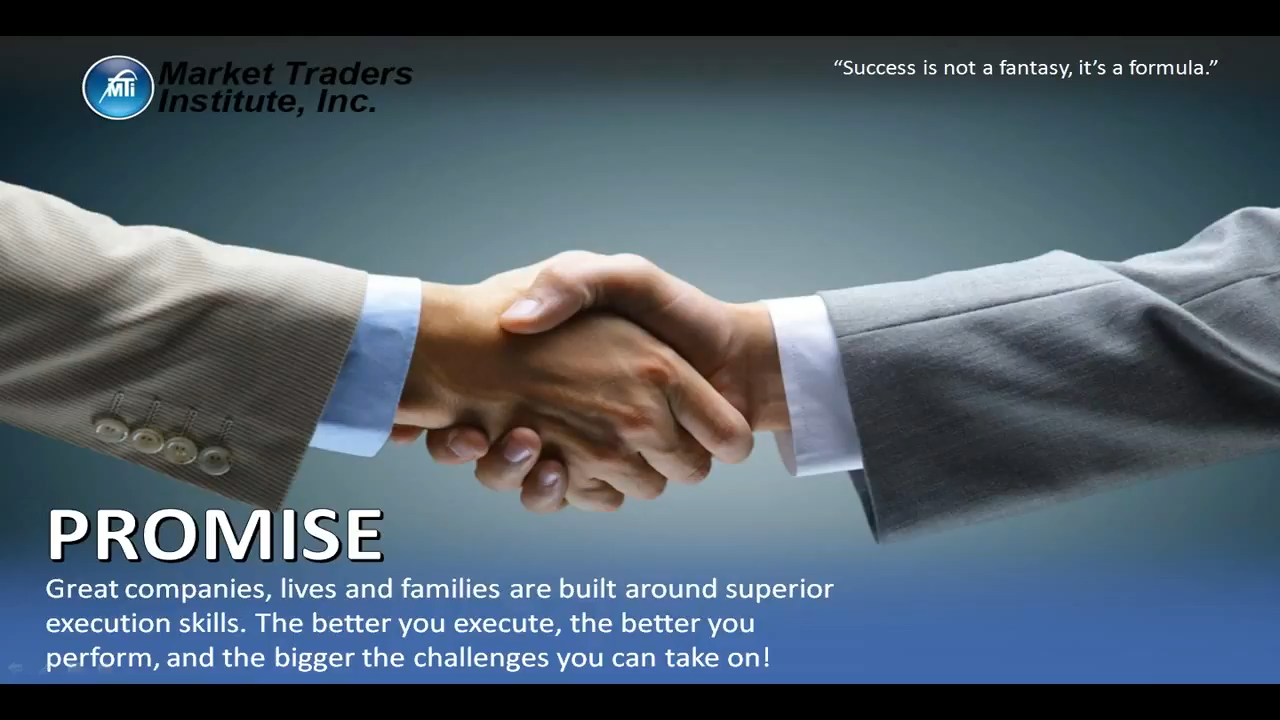 MTi
Market Traders
Institute, Inc.
“Success is not a fantasy, it’s a formula.”
PROMISE
Great companies, lives and families are built around superior
execution skills. The better you execute, the better you
perform, and the bigger the challenges you can take on!